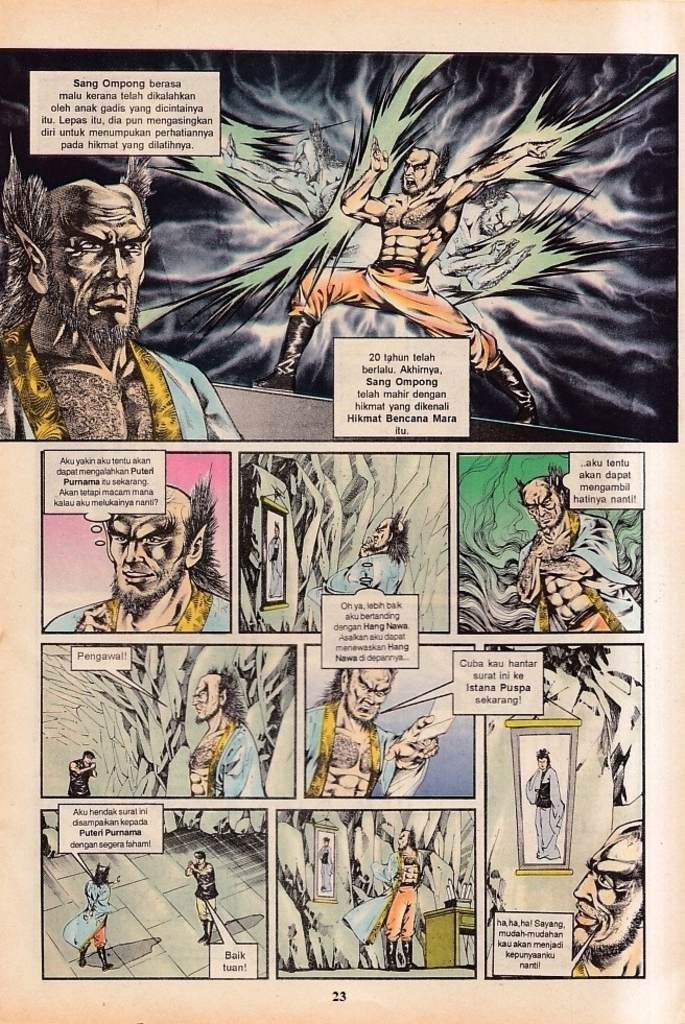 Sang Ompong berasa
malu kerana telah dikalahkan
oleh anak gadis yang dicintainya
itu. Lepas itu, dia pun mengasingkan
diri untuk menumpukan perhatiannya
pada hikmat yang dilatihnya.
20 tahun telah
berlalu. Akhirnya,
Sang Ompong
telah mahir dengan
hikmat yang dikenali
Hikmat Bencana Mara
itu.
Aku yakin aku tentu akan
dapat mengalahkan Puteri
Purnama itu sekarang.
Akan tetapi macam mana
kalau aku melukainya nanti?
Oh ya, lebih baik
aku bertanding
dengan Hang Nawa.
Asalkan aku dapat
menewaskan Hang
Nawa di depannya...
..aku tentu
akan dapat
mengambil
hatinya nanti!
Pengawal!
Cuba kau hantar
surat ini ke
Istana Puspa
sekarang!
Aku hendak surat ini
disampaikan kepada
Puteri Purnama
dengan segera faham!
Baik
tuan!
ha,ha,ha! Sayang,
mudah-mudahan
kau akan menjadi
kepunyaanku
nanti!
23